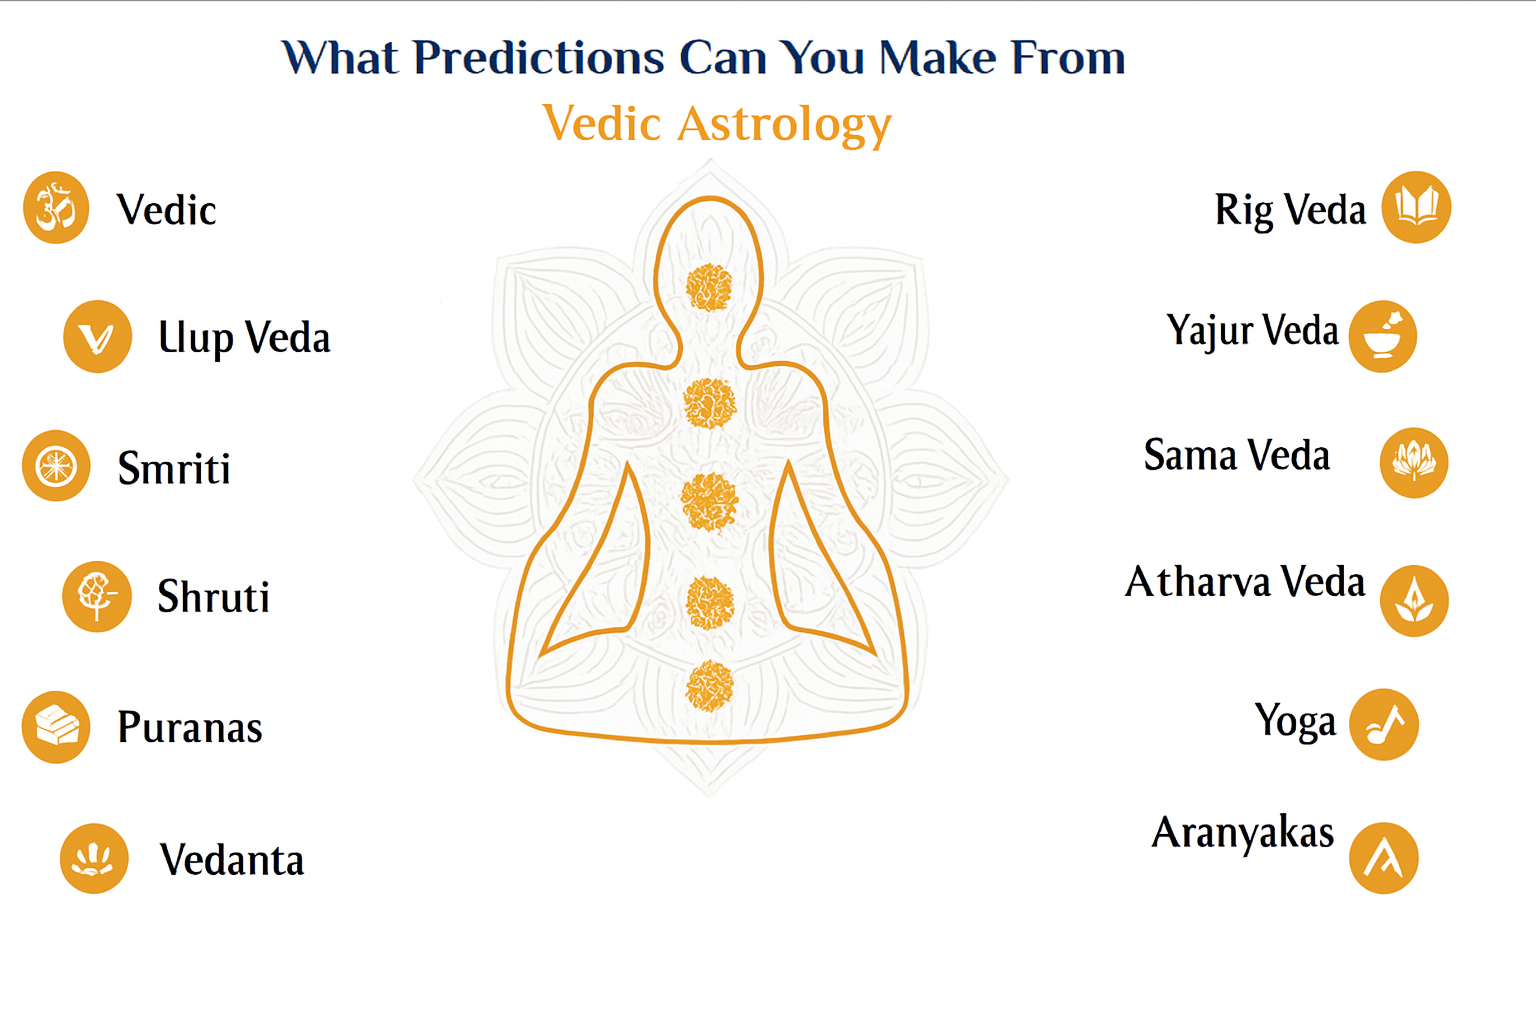 What Predictions Can You Make From
Vedic Astrology
Vedic
Ulup Veda
Smriti
Shruti
Puranas
Vedanta
Rig Veda
Yajur Veda
Sama Veda
Atharva Veda
Yoga
Aranyakas